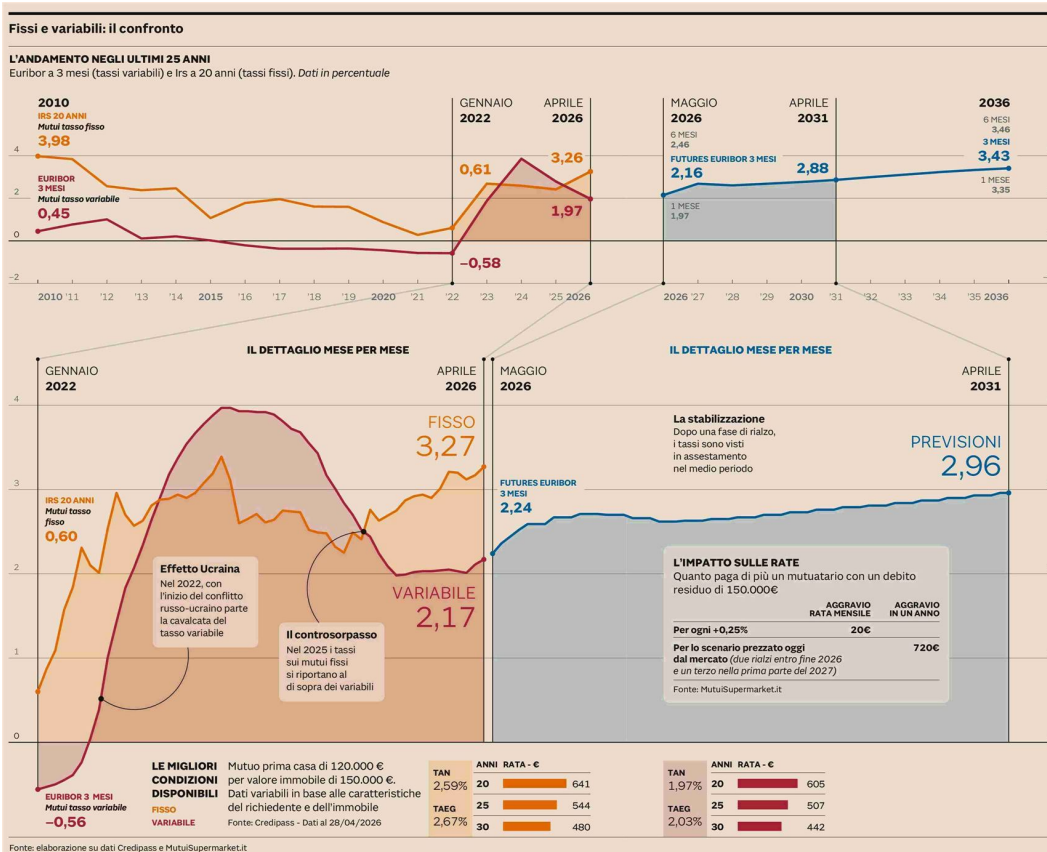 Fissi e variabili: il confronto
L'ANDAMENTO NEGLI ULTIMI 25 ANNI
Euribor a 3 mesi (tassi variabili) e Irs a 20 anni (tassi fissi). Dati in percentuale
2010
IRS 20 ANNI
Mutui tasso fisso
3,98
EURIBOR
3 MESI
Mutui tasso variabile
0,45
GENNAIO
2022
APRILE
2026
0,61
3,26
1,97
–0,58
MAGGIO
2026
6 MESI
2,46
FUTURES EURIBOR 3 MESI
2,16
1 MESE
1,97
APRILE
2031
2,88
2036
6 MESI
3,46
3 MESI
3,43
1 MESE
3,35
4
2
0
–2
2010 '11 '12 '13 '14 2015 '16 '17 '18 '19 2020 '21 '22 '23 '24 '25 2026
2026 '27 '28 '29 2030 '31 '32 '33 '34 '35 2036
IL DETTAGLIO MESE PER MESE
GENNAIO
2022
APRILE
2026
4
3
2
1
0
FISSO
3,27
IRS 20 ANNI
Mutui tasso
fisso
0,60
Effetto Ucraina
Nel 2022, con
l'inizio del conflitto
russo-ucraino parte
la cavalcata del
tasso variabile
Il controsorpasso
Nel 2025 i tassi
sui mutui fissi
si riportano al
di sopra dei variabili
VARIABILE
2,17
EURIBOR 3 MESI
Mutui tasso variabile
–0,56
IL DETTAGLIO MESE PER MESE
MAGGIO
2026
APRILE
2031
La stabilizzazione
Dopo una fase di rialzo,
i tassi sono visti
in assestamento
nel medio periodo
PREVISIONI
2,96
FUTURES EURIBOR
3 MESI
2,24
L'IMPATTO SULLE RATE
Quanto paga di più un mutuatario con un debito
residuo di 150.000€
AGGRAVIO
RATA MENSILE
AGGRAVIO
IN UN ANNO
Per ogni +0,25% 20€
Per lo scenario prezzato oggi 720€
dal mercato (due rialzi entro fine 2026
e un terzo nella prima parte del 2027)
Fonte: MutuiSupermarket.it
LE MIGLIORI
CONDIZIONI
DISPONIBILI
FISSO
VARIABILE
Mutuo prima casa di 120.000 €
per valore immobile di 150.000 €.
Dati variabili in base alle caratteristiche
del richiedente e dell'immobile
Fonte: Credipass - Dati al 28/04/2026
TAN
2,59%
TAEG
2,67%
ANNI RATA - €
20 641
25 544
30 480
TAN
1,97%
TAEG
2,03%
ANNI RATA - €
20 605
25 507
30 442
Fonte: elaborazione su dati Credipass e MutuiSupermarket.it